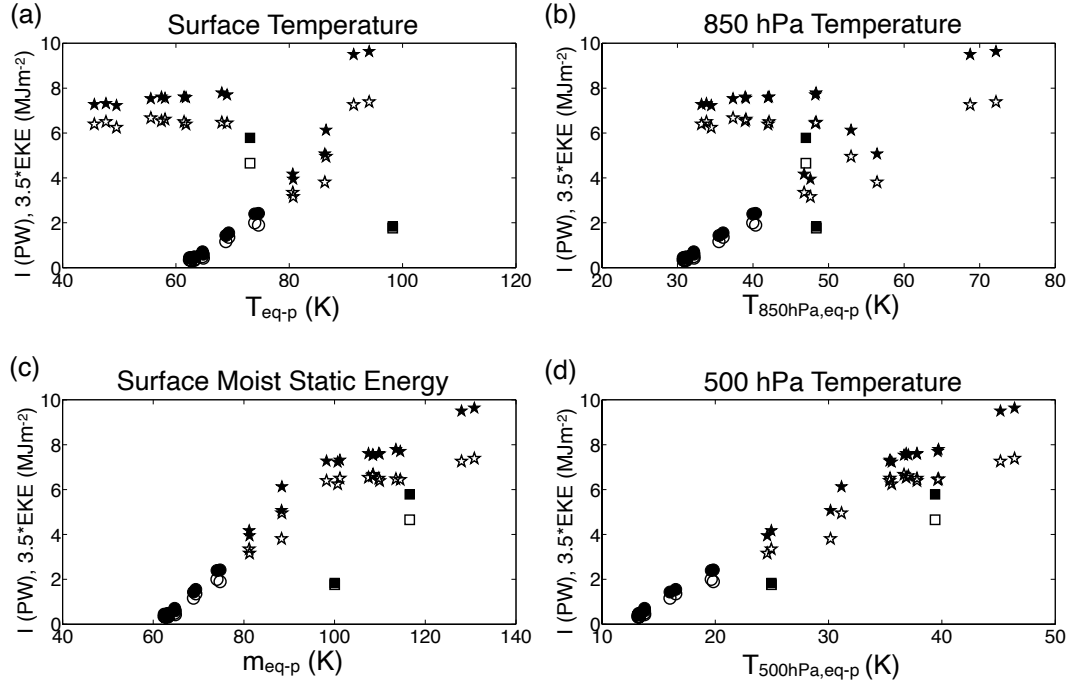 (a)
Surface Temperature
I (PW), 3.5*EKE (MJm-2)
10
8
6
4
2
0
40 60 80 100 120
Teq-p (K)
(b)
850 hPa Temperature
I (PW), 3.5*EKE (MJm-2)
10
8
6
4
2
0
20 30 40 50 60 70 80
T850hPa,eq-p (K)
(c)
Surface Moist Static Energy
I (PW), 3.5*EKE (MJm-2)
10
8
6
4
2
0
40 60 80 100 120 140
meq-p (K)
(d)
500 hPa Temperature
I (PW), 3.5*EKE (MJm-2)
10
8
6
4
2
0
10 20 30 40 50
T500hPa,eq-p (K)